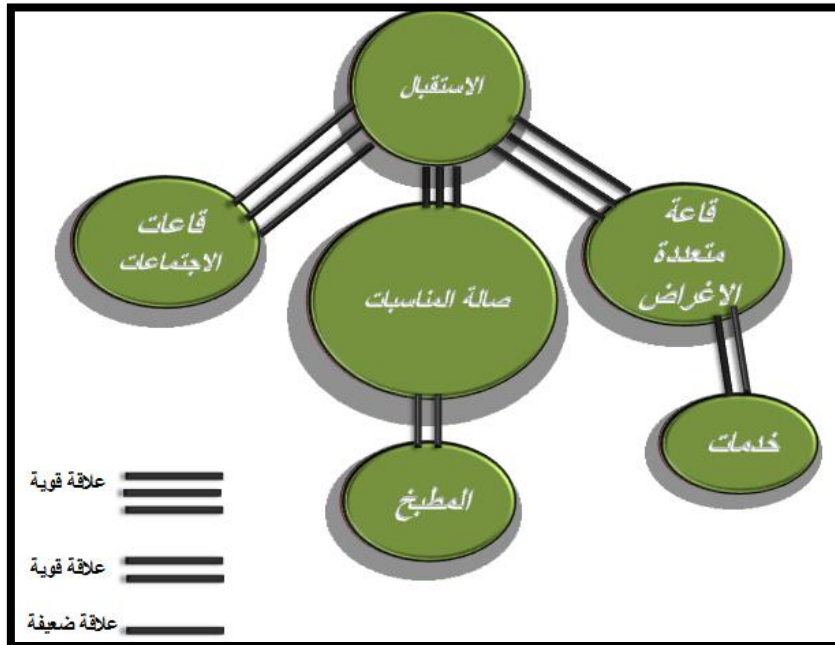 الاستقبال
قاعات
الاجتماعات
صالة المناسبات
قاعة
متعددة
الاغراض
خدمات
المطبخ
علاقة قوية
علاقة قوية
علاقة ضعيفة